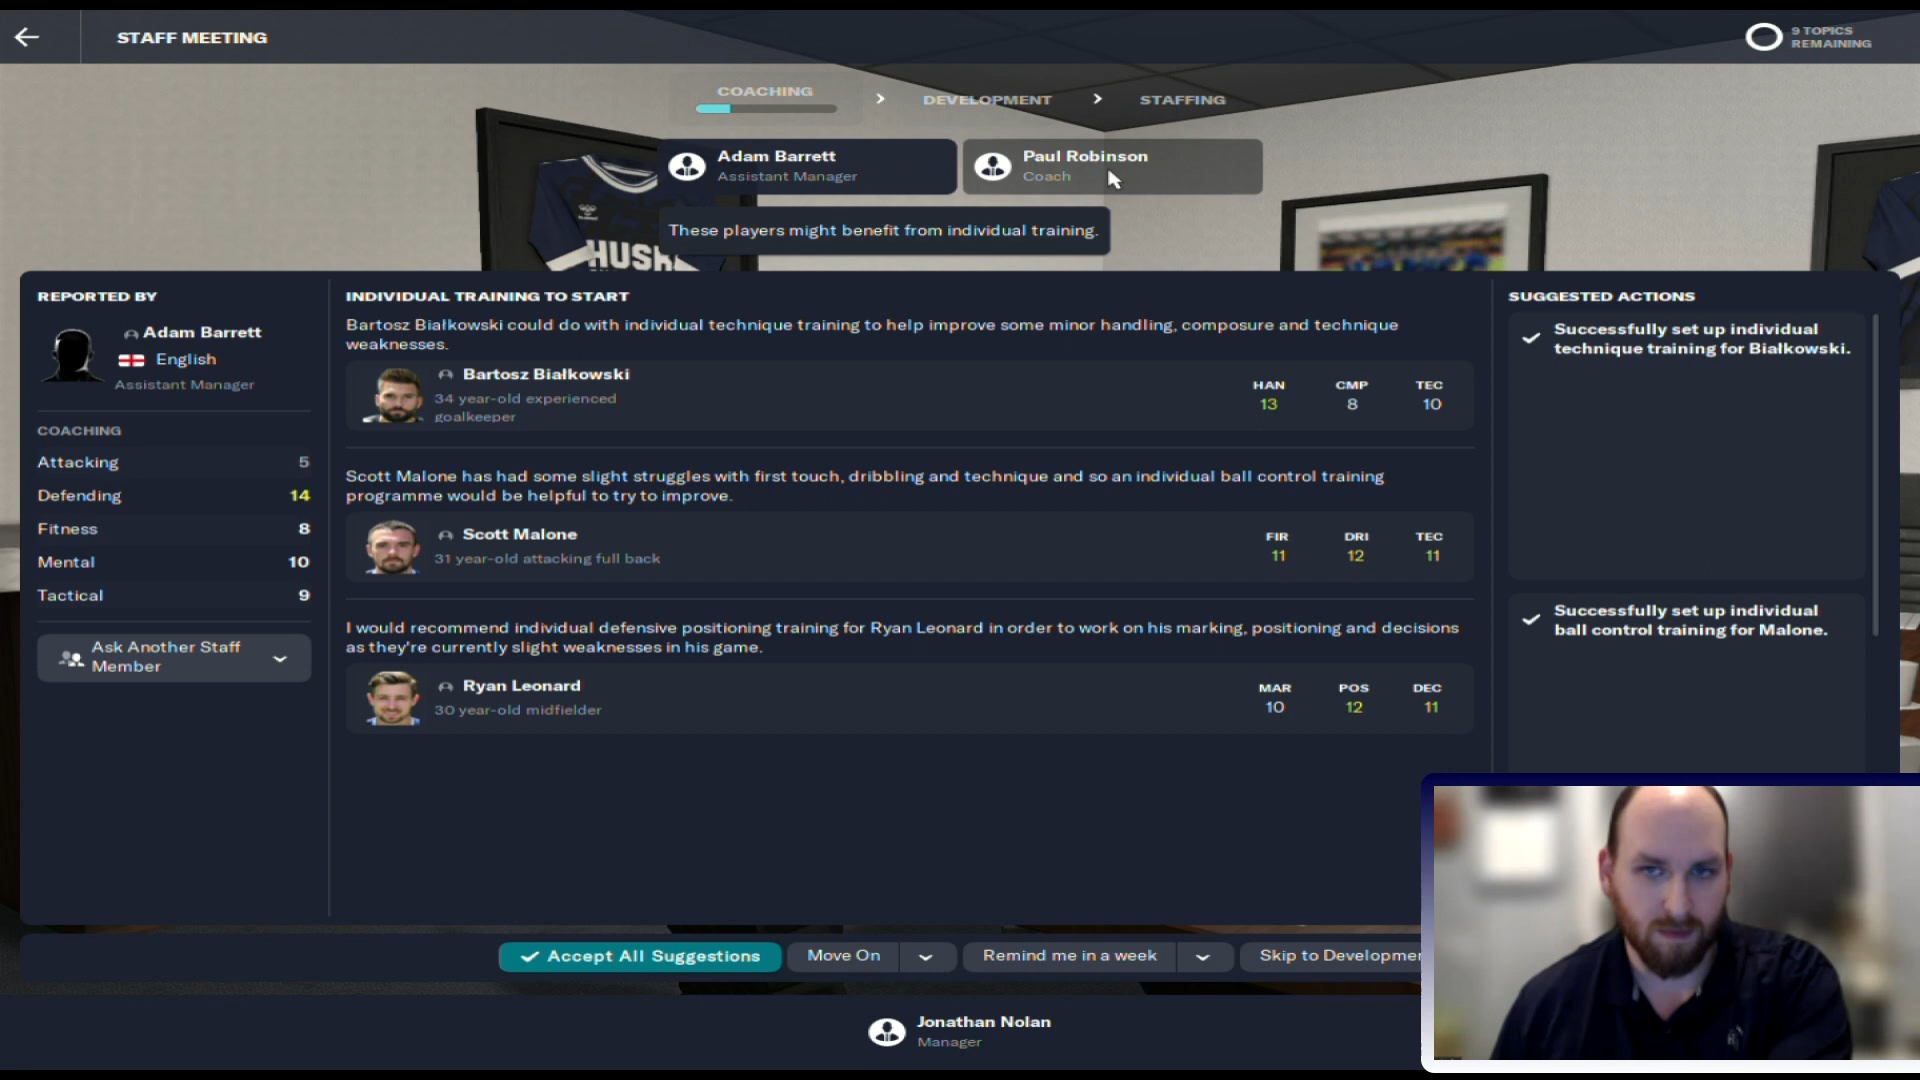 STAFF MEETING
9 TOPICS
REMAINING
COACHING
DEVELOPMENT
STAFFING
Adam Barrett
Assistant Manager
Paul Robinson
Coach
These players might benefit from individual training.
REPORTED BY
Adam Barrett
English
Assistant Manager
COACHING
Attacking 5
Defending 14
Fitness 8
Mental 10
Tactical 9
Ask Another Staff
Member
INDIVIDUAL TRAINING TO START
Bartosz Białkowski could do with individual technique training to help improve some minor handling, composure and technique
weaknesses.
Bartosz Białkowski
34 year-old experienced
goalkeeper
HAN CMP TEC
13 8 10
Scott Malone has had some slight struggles with first touch, dribbling and technique and so an individual ball control training
programme would be helpful to try to improve.
Scott Malone
31 year-old attacking full back
FIR DRI TEC
11 12 11
I would recommend individual defensive positioning training for Ryan Leonard in order to work on his marking, positioning and decisions
as they're currently slight weaknesses in his game.
Ryan Leonard
30 year-old midfielder
MAR POS DEC
10 12 11
SUGGESTED ACTIONS
Successfully set up individual
technique training for Białkowski.
Successfully set up individual
ball control training for Malone.
Accept All Suggestions
Move On
Remind me in a week
Skip to Developmen
Jonathan Nolan
Manager